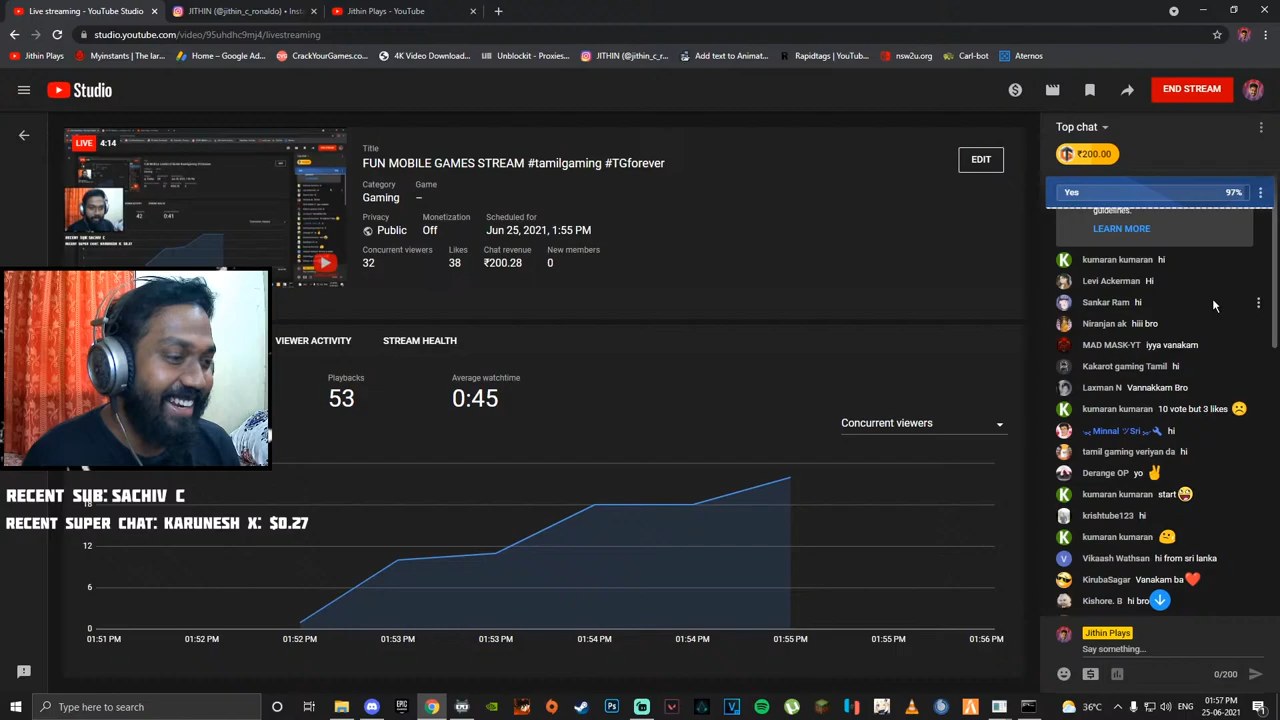 Live streaming - YouTube Studio
JITHIN (@jithin_c_ronaldo) • Inst
Jithin Plays - YouTube
studio.youtube.com/video/95uhdhc9mj4/livestreaming
Jithin Plays
Myinstants | The lar...
Home – Google Ad...
CrackYourGames.c...
4K Video Download...
Unblockit - Proxies...
JITHIN (@jithin_c_r...
Add text to Animat...
Rapidtags | YouTub...
nsw2u.org
Carl-bot
Aternos
Studio
END STREAM
LIVE 4:14
Title
FUN MOBILE GAMES STREAM #tamilgaming #TGforever
EDIT
Category
Game
Gaming
–
Privacy
Monetization
Scheduled for
Public
Off
Jun 25, 2021, 1:55 PM
Concurrent viewers
Likes
Chat revenue
New members
32
38
₹200.28
0
VIEWER ACTIVITY
STREAM HEALTH
Playbacks
Average watchtime
53
0:45
Concurrent viewers
RECENT SUB: SACHIV C
RECENT SUPER CHAT: KARUNESH X: $0.27
18
12
6
0
01:51 PM
01:52 PM
01:52 PM
01:53 PM
01:53 PM
01:54 PM
01:54 PM
01:55 PM
01:55 PM
01:56 PM
Top chat
₹200.00
Yes 97%
guidelines.
LEARN MORE
kumaran kumaran hi
Levi Ackerman Hi
Sankar Ram hi
Niranjan ak hiii bro
MAD MASK-YT iyya vanakam
Kakarot gaming Tamil hi
Laxman N Vannakkam Bro
kumaran kumaran 10 vote but 3 likes ☹️
Minnal ツSri hi
tamil gaming veriyan da hi
Derange OP yo ✌️
kumaran kumaran start 😜
krishtube123 hi
kumaran kumaran
Vikaash Wathsan hi from sri lanka
KirubaSagar Vanakam ba ❤️
Kishore. B hi bro
Jithin Plays
Say something...
0/200
Type here to search
36°C
ENG
01:57 PM
25-06-2021